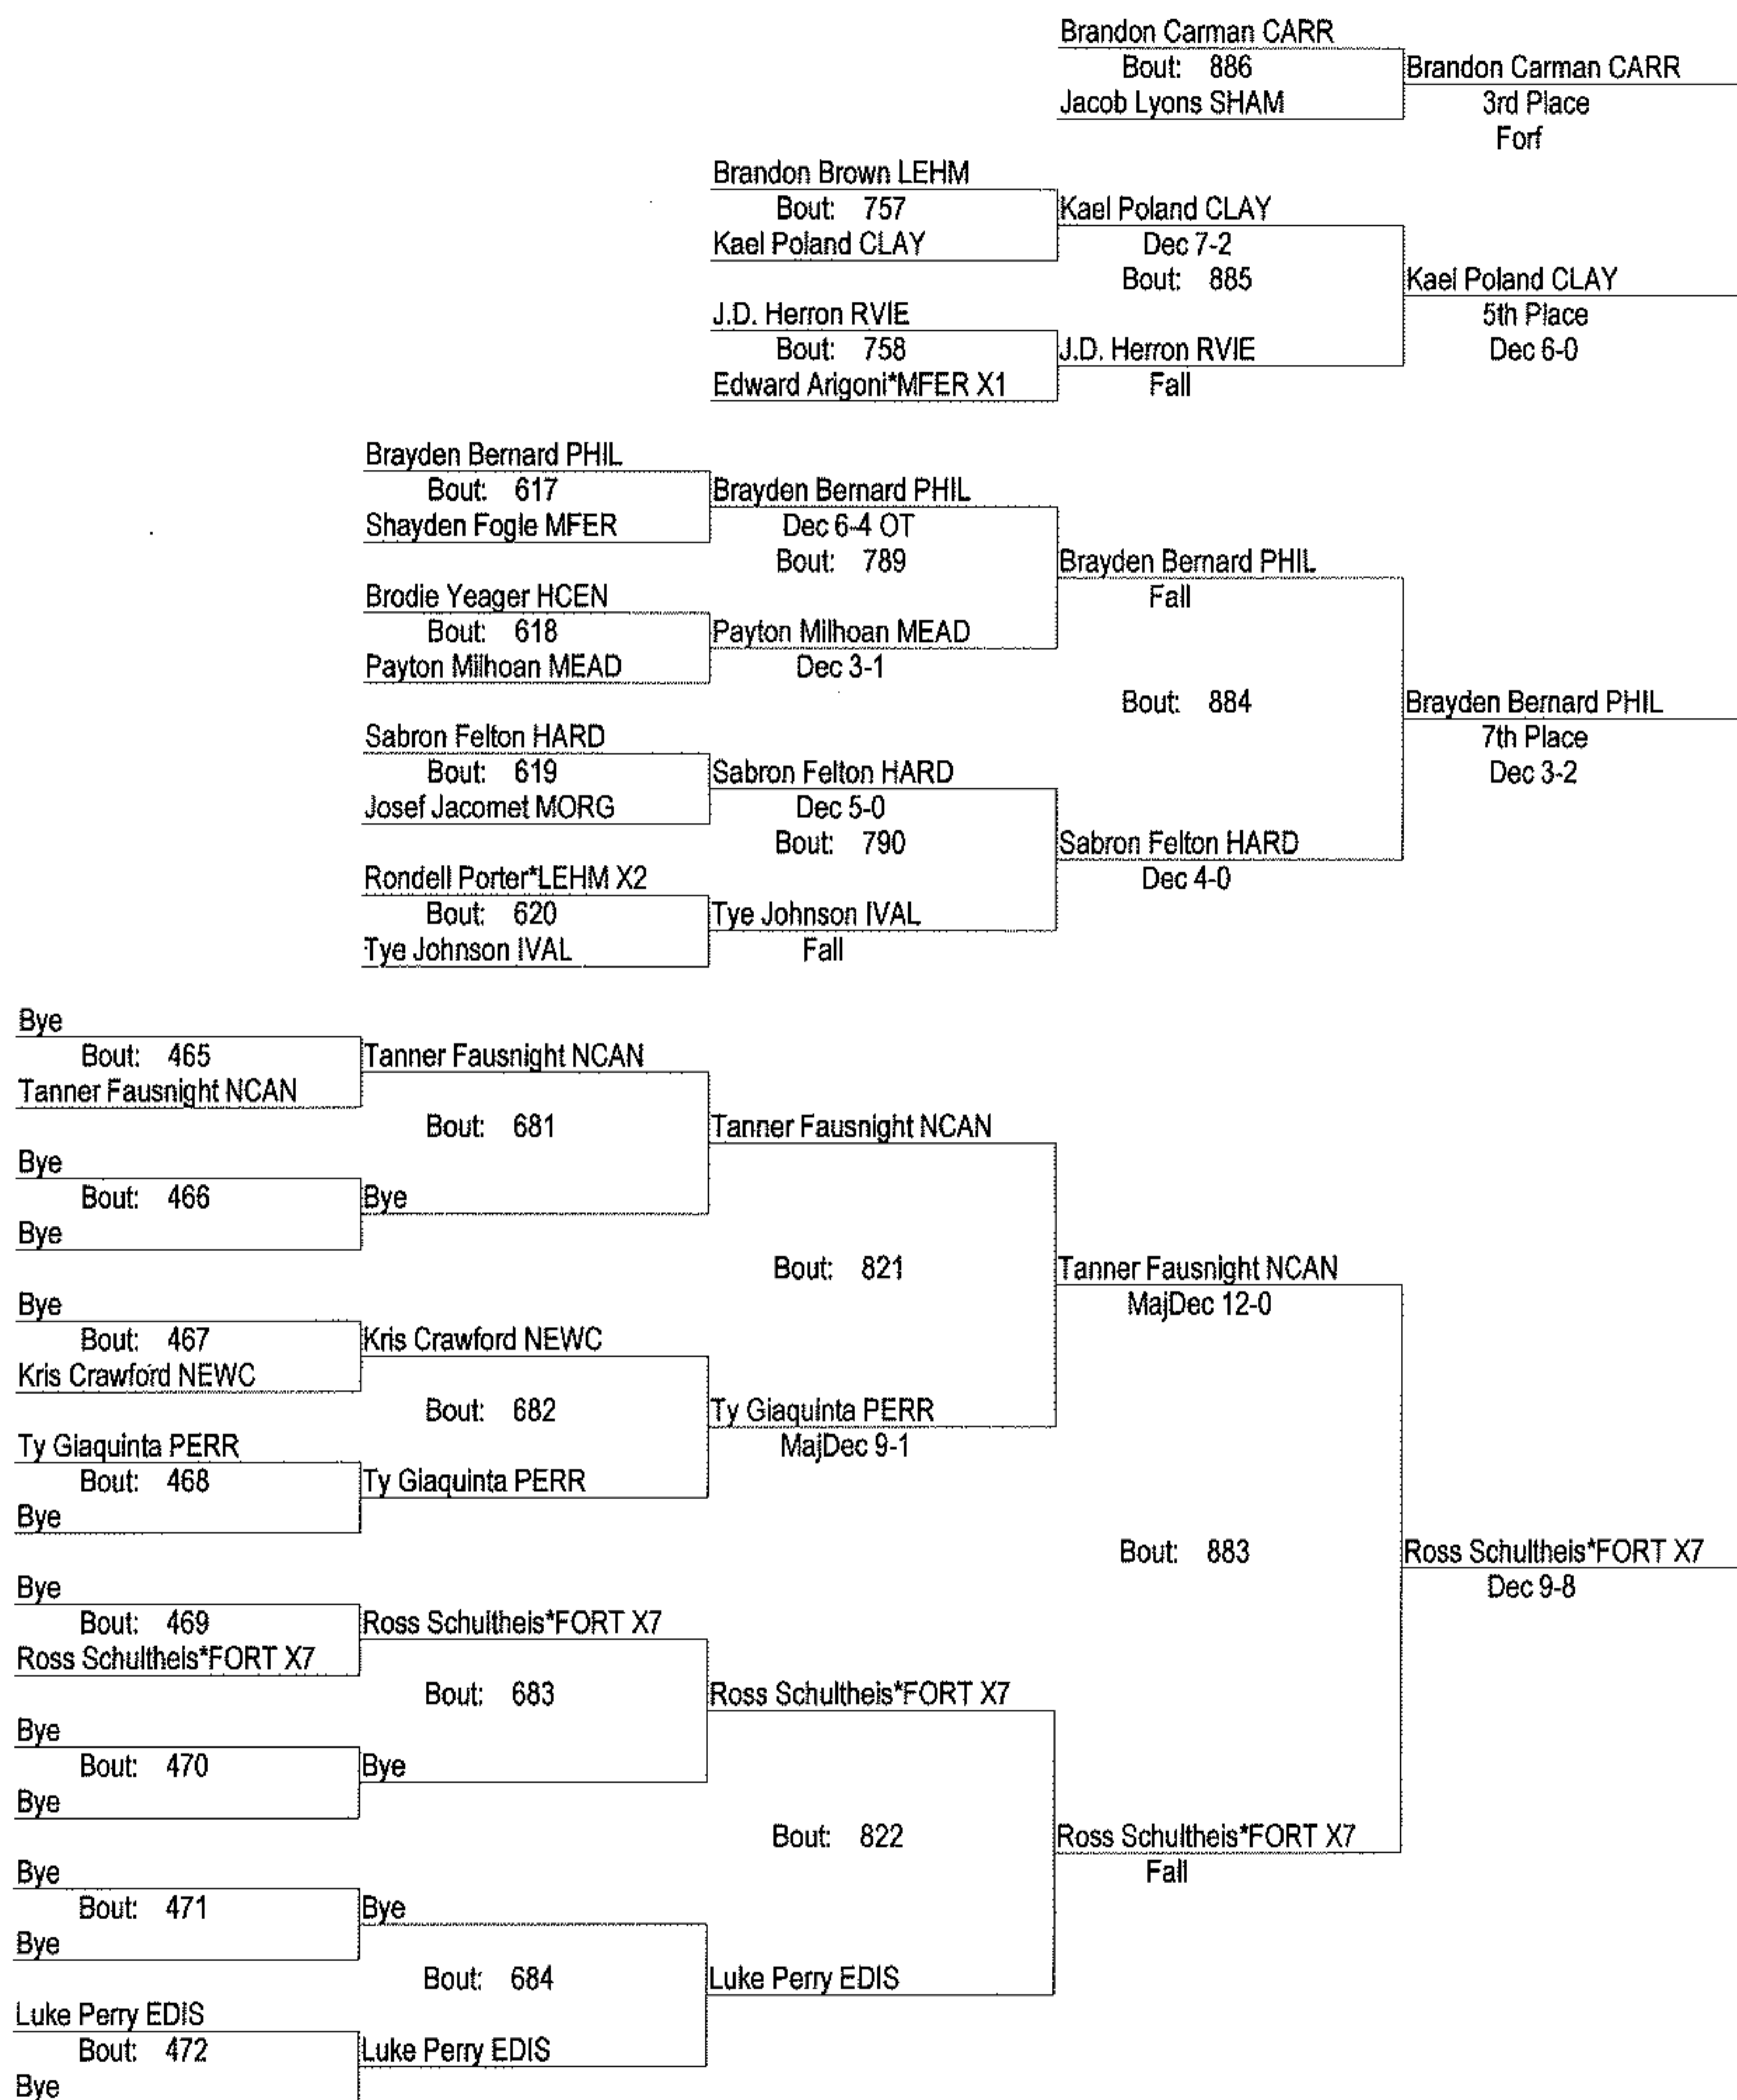 Brandon Carman CARR
Bout: 886
Jacob Lyons SHAM
Brandon Carman CARR
3rd Place
Forf
Brandon Brown LEHM
Bout: 757
Kael Poland CLAY
Kael Poland CLAY
Dec 7-2
Bout: 885
Kael Poland CLAY
5th Place
Dec 6-0
J.D. Herron RVIE
Bout: 758
Edward Arigoni*MFER X1
J.D. Herron RVIE
Fall
Brayden Bernard PHIL
Bout: 617
Shayden Fogle MFER
Brayden Bernard PHIL
Dec 6-4 OT
Bout: 789
Brayden Bernard PHIL
Fall
Brodie Yeager HCEN
Bout: 618
Payton Milhoan MEAD
Payton Milhoan MEAD
Dec 3-1
Bout: 884
Brayden Bernard PHIL
7th Place
Dec 3-2
Sabron Felton HARD
Bout: 619
Josef Jacomet MORG
Sabron Felton HARD
Dec 5-0
Bout: 790
Sabron Felton HARD
Dec 4-0
Rondell Porter*LEHM X2
Bout: 620
Tye Johnson IVAL
Tye Johnson IVAL
Fall
Bye
Bout: 465
Tanner Fausnight NCAN
Tanner Fausnight NCAN
Bout: 681
Tanner Fausnight NCAN
Bye
Bout: 466
Bye
Bye
Bout: 821
Tanner Fausnight NCAN
MajDec 12-0
Bye
Bout: 467
Kris Crawford NEWC
Kris Crawford NEWC
Bout: 682
Ty Giaquinta PERR
MajDec 9-1
Ty Giaquinta PERR
Bout: 468
Bye
Ty Giaquinta PERR
Bout: 883
Ross Schultheis*FORT X7
Dec 9-8
Bye
Bout: 469
Ross Schultheis*FORT X7
Ross Schultheis*FORT X7
Bout: 683
Ross Schultheis*FORT X7
Bye
Bout: 470
Bye
Bye
Bout: 822
Ross Schultheis*FORT X7
Fall
Bye
Bout: 471
Bye
Bye
Bout: 684
Luke Perry EDIS
Luke Perry EDIS
Bout: 472
Bye
Luke Perry EDIS